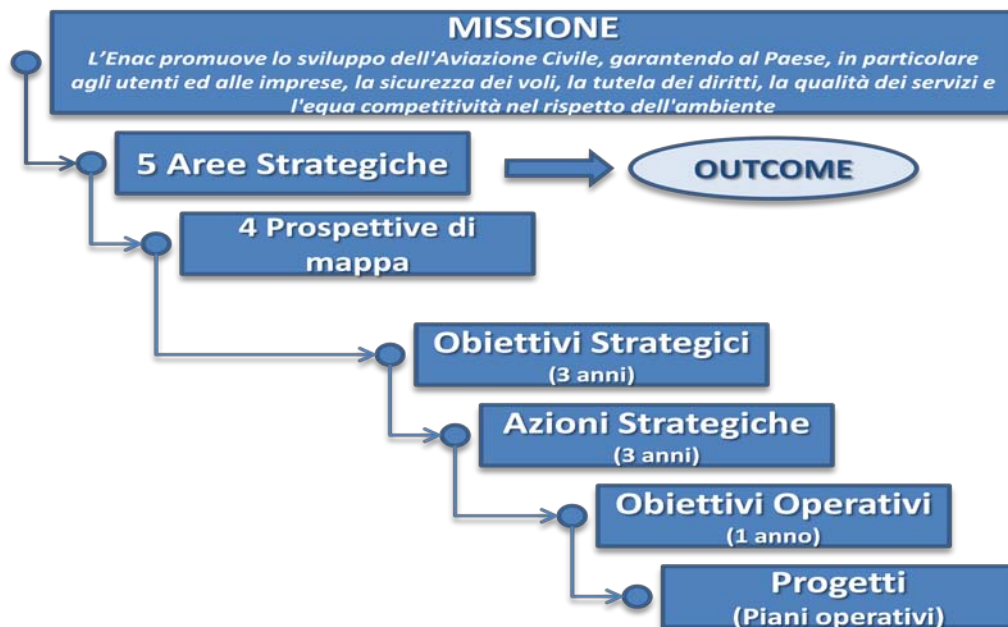 MISSIONE
L'Enac promuove lo sviluppo dell'Aviazione Civile, garantendo al Paese, in particolare
agli utenti ed alle imprese, la sicurezza dei voli, la tutela dei diritti, la qualità dei servizi e
l'equa competitività nel rispetto dell'ambiente
5 Aree Strategiche
OUTCOME
4 Prospettive di
mappa
Obiettivi Strategici
(3 anni)
Azioni Strategiche
(3 anni)
Obiettivi Operativi
(1 anno)
Progetti
(Piani operativi)